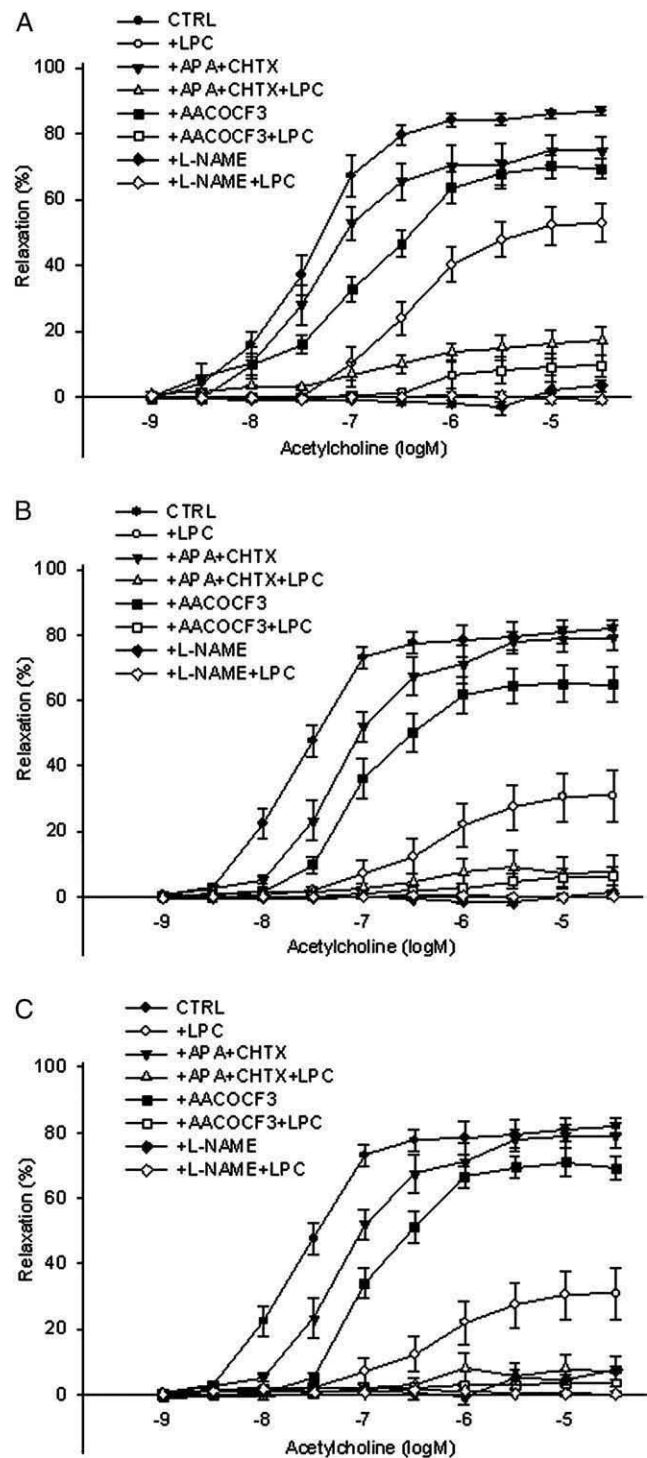 A
CTRL
+LPC
+APA+CHTX
+APA+CHTX+LPC
+AACOCF3
+AACOCF3+LPC
+L-NAME
+L-NAME+LPC
100
80
60
40
20
0
Relaxation (%)
-9 -8 -7 -6 -5
Acetylcholine (logM)
B
CTRL
+LPC
+APA+CHTX
+APA+CHTX+LPC
+AACOCF3
+AACOCF3+LPC
+L-NAME
+L-NAME+LPC
100
80
60
40
20
0
Relaxation (%)
-9 -8 -7 -6 -5
Acetylcholine (logM)
C
CTRL
+LPC
+APA+CHTX
+APA+CHTX+LPC
+AACOCF3
+AACOCF3+LPC
+L-NAME
+L-NAME+LPC
100
80
60
40
20
0
Relaxation (%)
-9 -8 -7 -6 -5
Acetylcholine (logM)